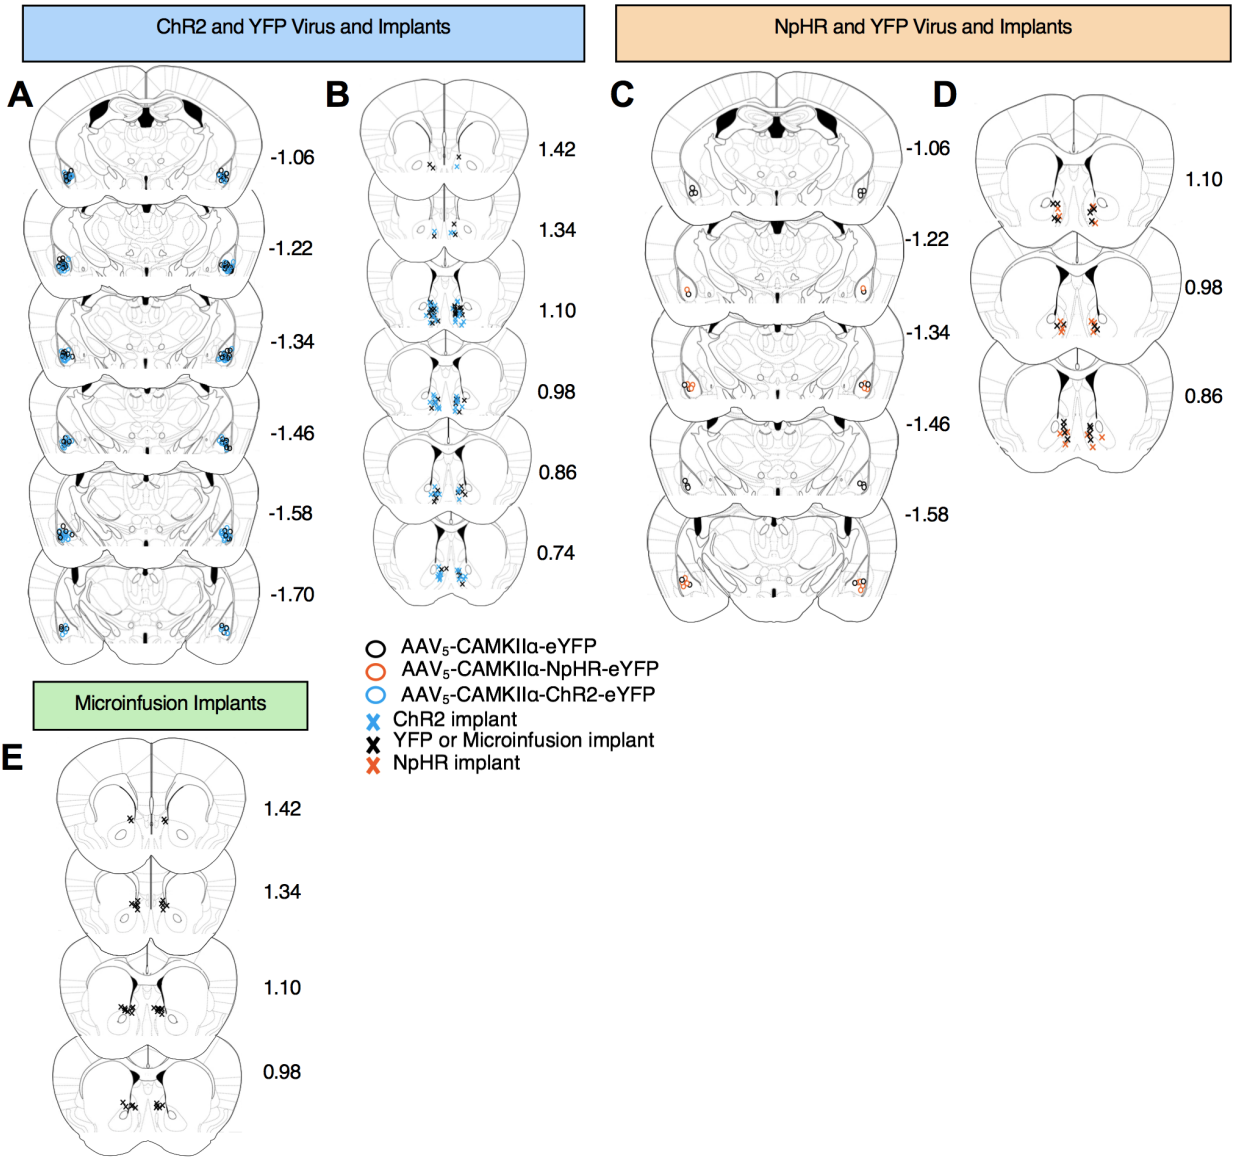 ChR2 and YFP Virus and Implants
NpHR and YFP Virus and Implants
A
B
C
D
-1.06
-1.22
-1.34
-1.46
-1.58
-1.70
1.42
1.34
1.10
0.98
0.86
0.74
-1.06
-1.22
-1.34
-1.46
-1.58
1.10
0.98
0.86
AAV₅-CAMKIIα-eYFP
AAV₅-CAMKIIα-NpHR-eYFP
AAV₅-CAMKIIα-ChR2-eYFP
ChR2 implant
YFP or Microinfusion implant
NpHR implant
Microinfusion Implants
E
1.42
1.34
1.10
0.98